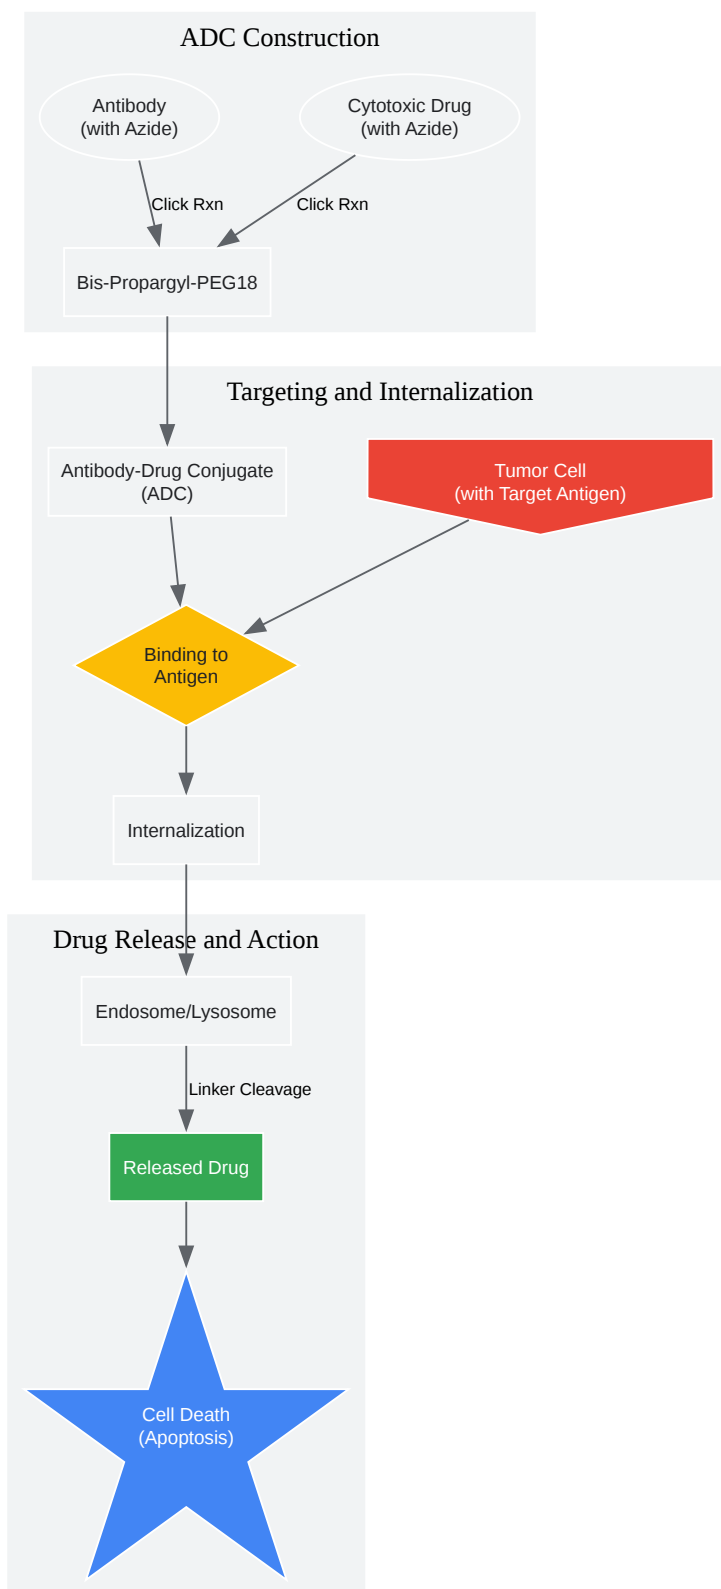 ADC Construction
Antibody
(with Azide)
Cytotoxic Drug
(with Azide)
Click Rxn
Click Rxn
Bis-Propargyl-PEG18
Targeting and Internalization
Antibody-Drug Conjugate
(ADC)
Tumor Cell
(with Target Antigen)
Binding to
Antigen
Internalization
Drug Release and Action
Endosome/Lysosome
Linker Cleavage
Released Drug
Cell Death
(Apoptosis)